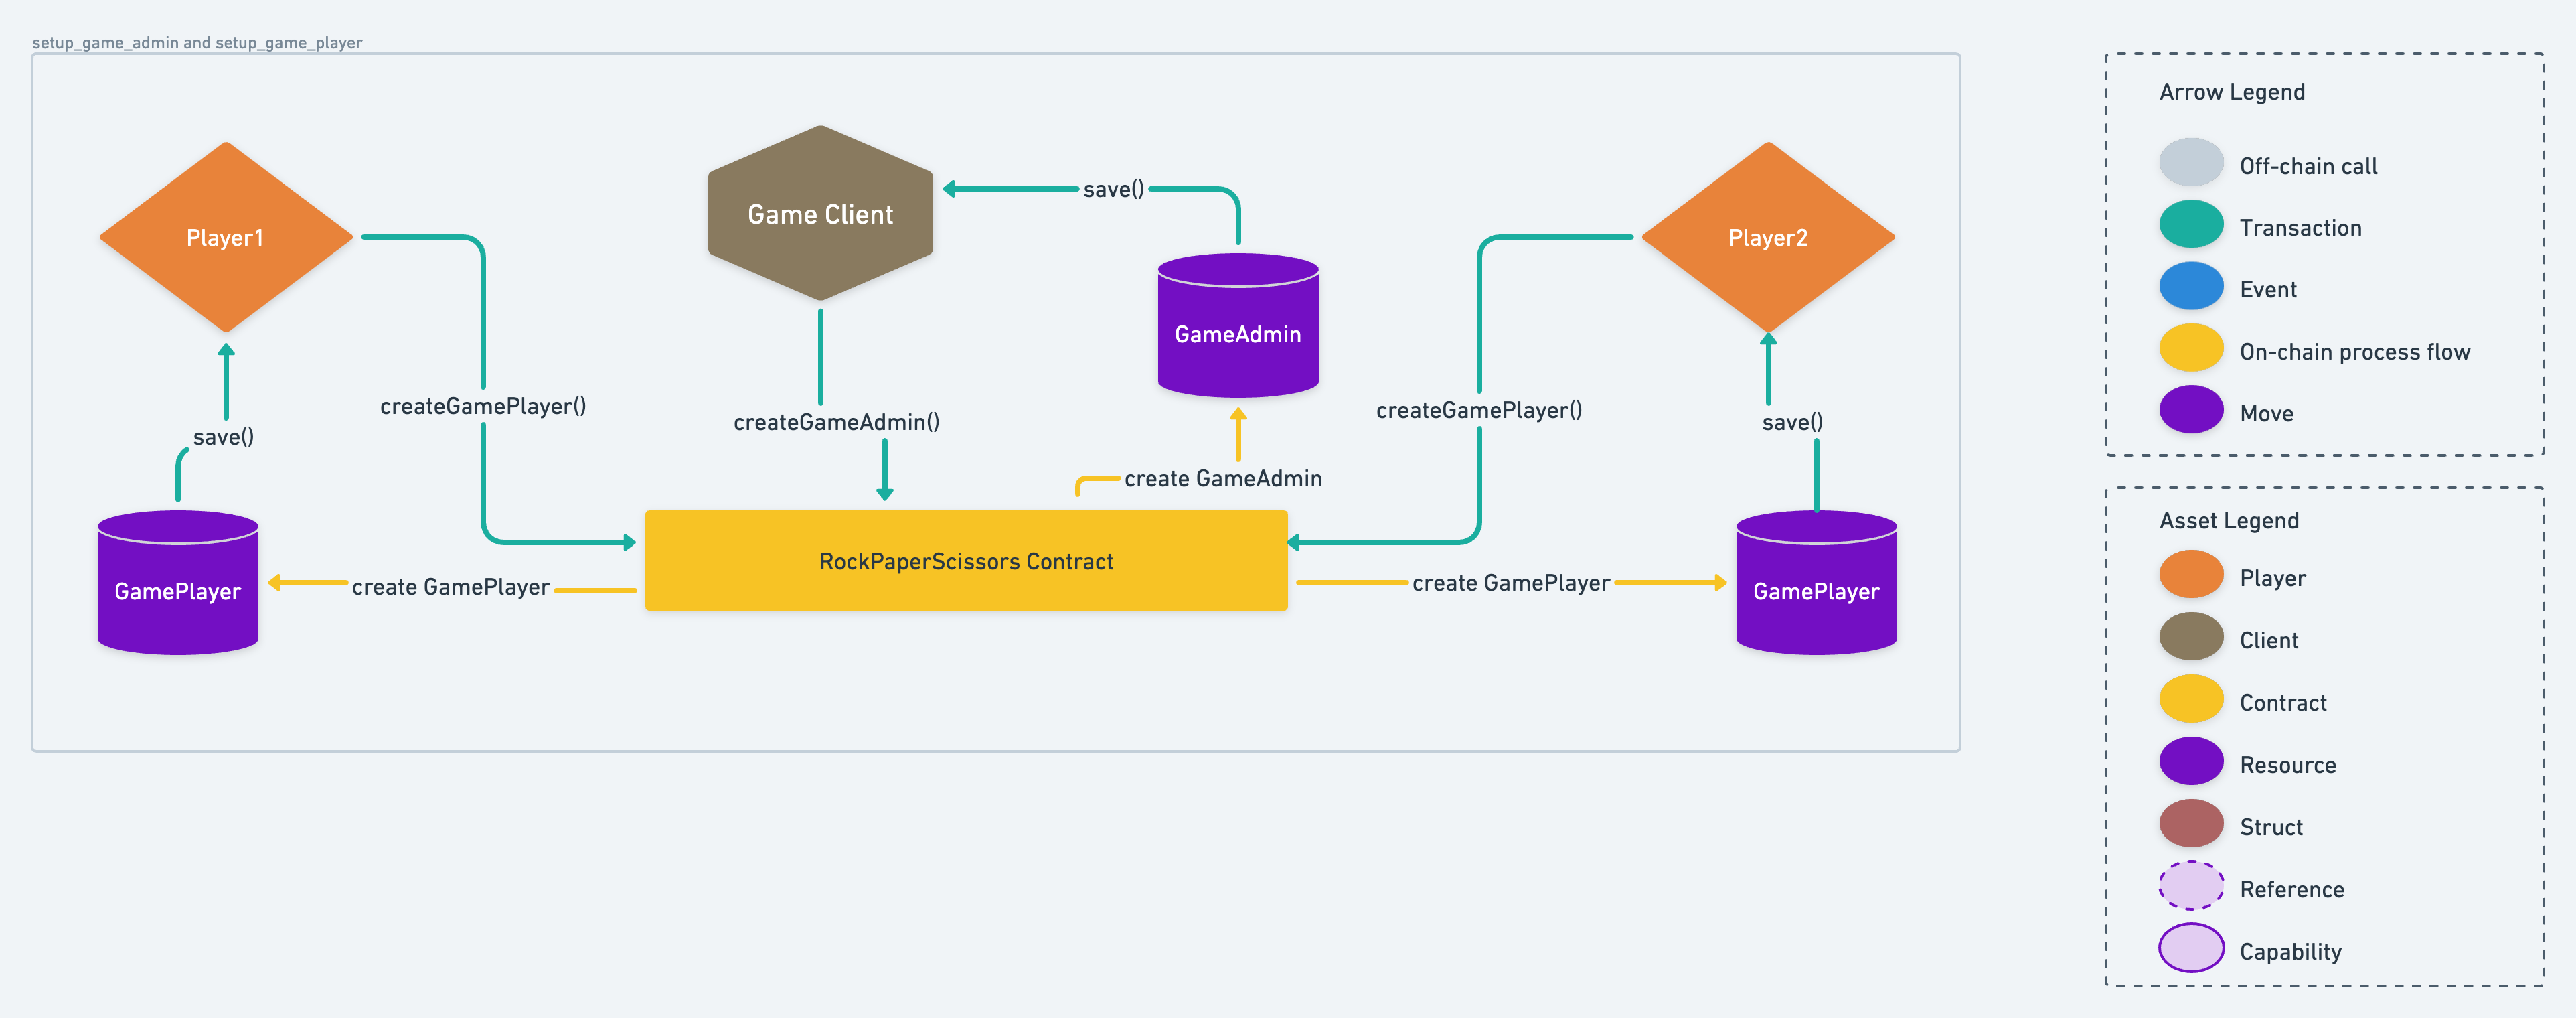 setup_game_admin and setup_game_player
Player1
Game Client
save()
Player2
GameAdmin
createGamePlayer()
createGameAdmin()
createGamePlayer()
save()
save()
create GameAdmin
GamePlayer
create GamePlayer
RockPaperScissors Contract
create GamePlayer
GamePlayer
Arrow Legend
Off-chain call
Transaction
Event
On-chain process flow
Move
Asset Legend
Player
Client
Contract
Resource
Struct
Reference
Capability